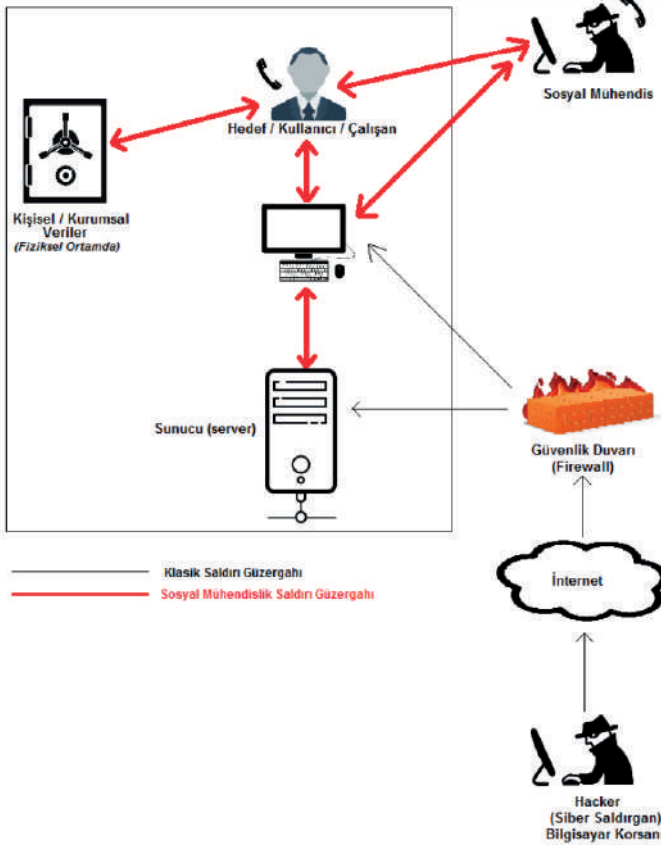 Sosyal Mühendis
Hedef / Kullanıcı / Çalışan
Kişisel / Kurumsal
Veriler
(Fiziksel Ortamda)
Sunucu (server)
Güvenlik Duvarı
(Firewall)
Klasik Saldırı Güzergahı
Sosyal Mühendislik Saldırı Güzergahı
İnternet
Hacker
(Siber Saldırgan)
Bilgisayar Korsanı